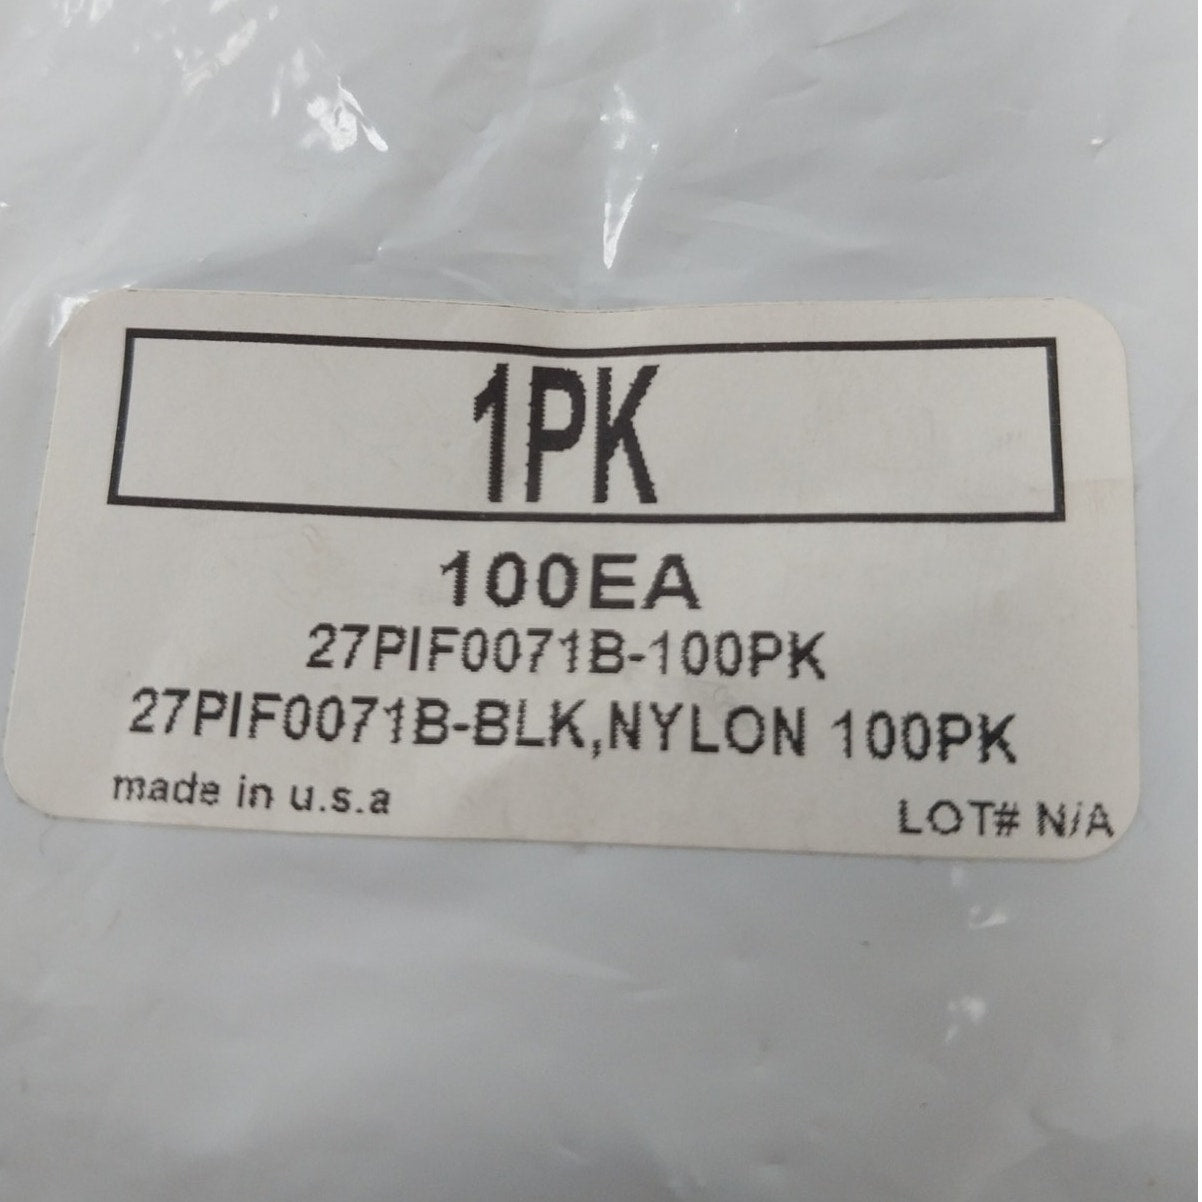 1PK
100EA
27PIF0071B-100PK
27PIF0071B-BLK,NYLON 100PK
made in u.s.a
LOT# N/A